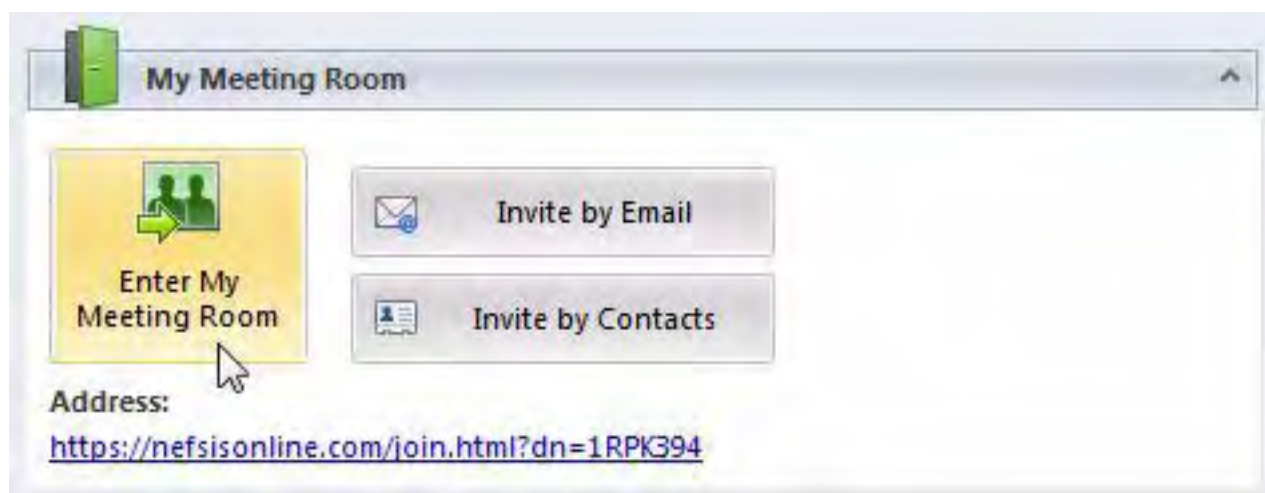 My Meeting Room
Enter My
Meeting Room
Invite by Email
Invite by Contacts
Address:
https://nefsisonline.com/join.html?dn=1RPK394